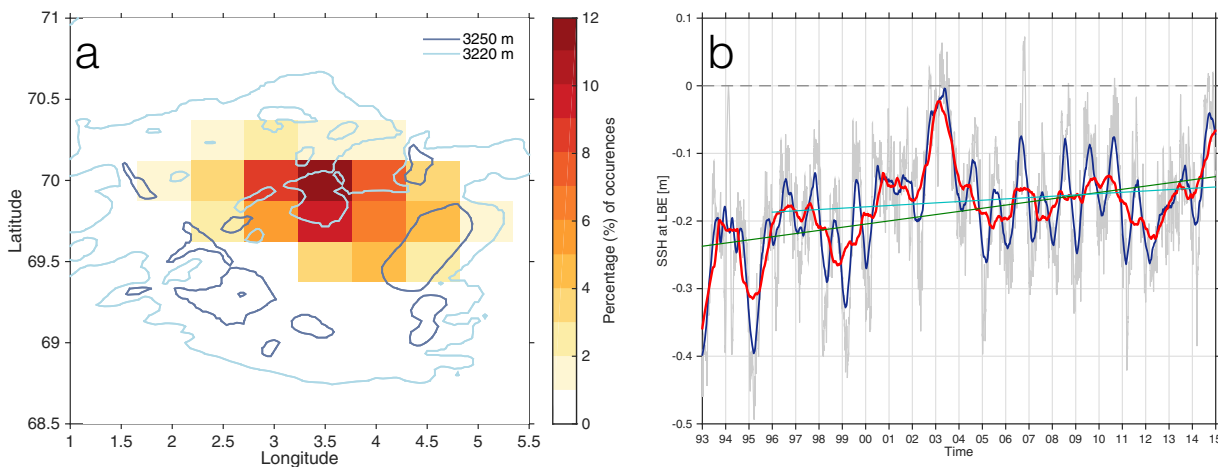 a
3250 m
3220 m
71
70.5
70
69.5
69
68.5
Latitude
1 1.5 2 2.5 3 3.5 4 4.5 5 5.5
Longitude
12
10
8
6
4
2
0
Percentage (%) of occurences
b
0.1
0
-0.1
-0.2
-0.3
-0.4
-0.5
SSH at LBE [m]
93 94 95 96 97 98 99 00 01 02 03 04 05 06 07 08 09 10 11 12 13 14 15
Time